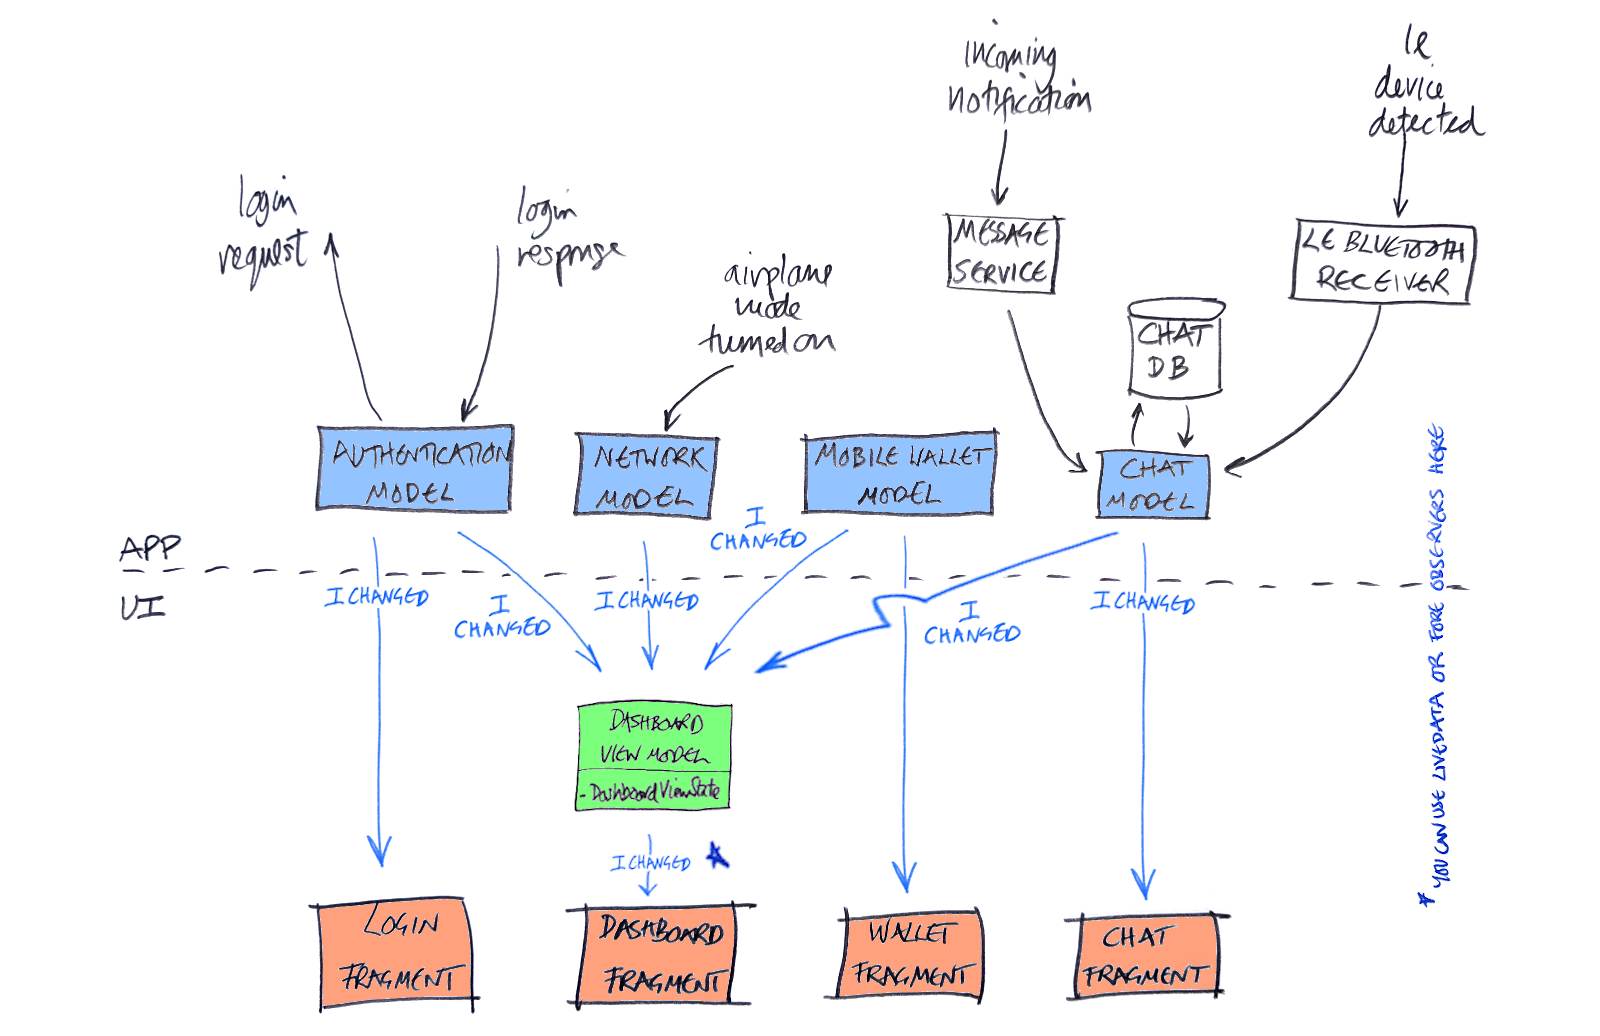 incoming
notification
le
device
detected
login
request
login
response
airplane
mode
turned on
MESSAGE
SERVICE
LE BLUETOOTH
RECEIVER
CHAT
DB
AUTHENTICATION
MODEL
NETWORK
MODEL
MOBILE WALLET
MODEL
CHAT
MODEL
I
CHANGED
APP
UI
I CHANGED
I
CHANGED
I CHANGED
I
CHANGED
I CHANGED
DASHBOARD
VIEW MODEL
- DashboardViewState
I CHANGED ★
LOGIN
FRAGMENT
DASHBOARD
FRAGMENT
WALLET
FRAGMENT
CHAT
FRAGMENT
* YOU CAN USE LIVEDATA OR FORE OBSERVERS HERE